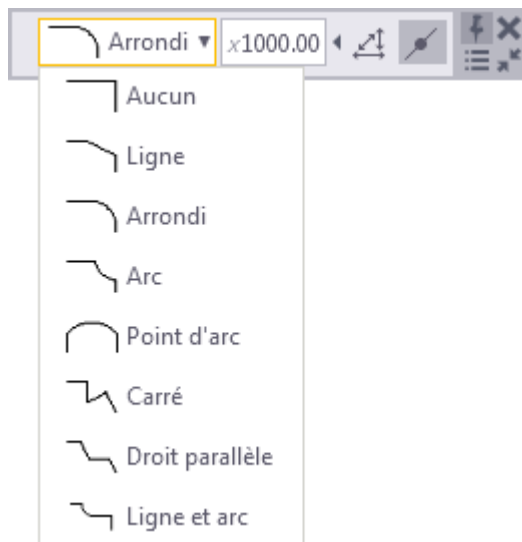 Arrondi x1000.00
Aucun
Ligne
Arrondi
Arc
Point d'arc
Carré
Droit parallèle
Ligne et arc